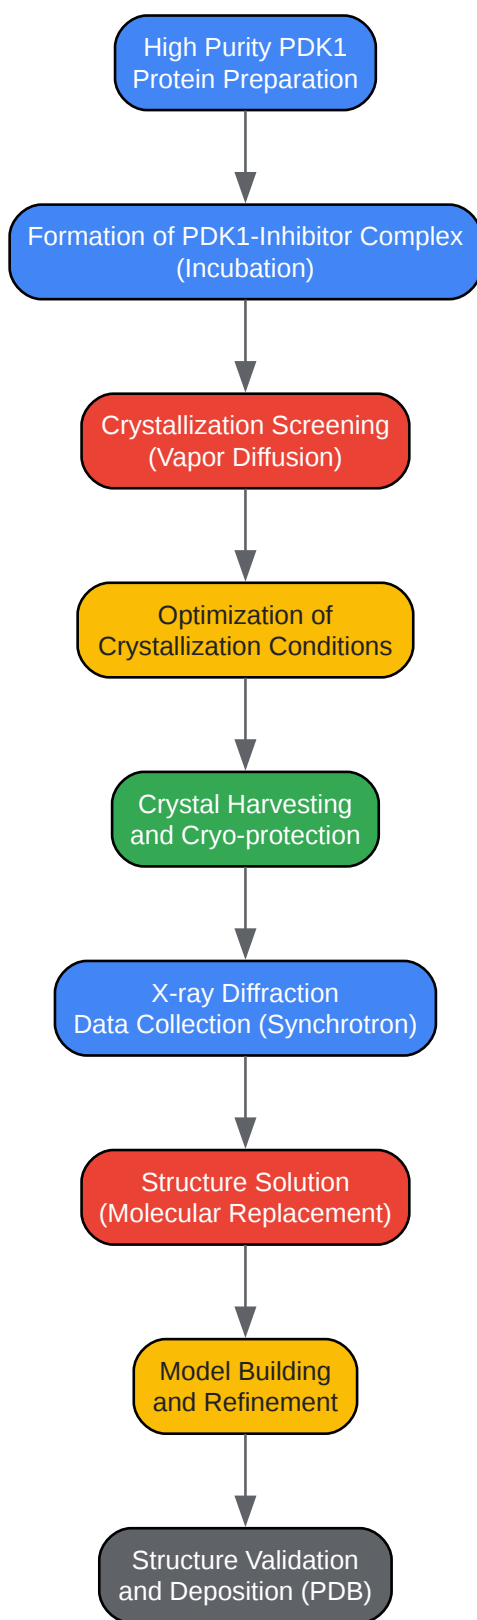 High Purity PDK1
Protein Preparation
Formation of PDK1-Inhibitor Complex
(Incubation)
Crystallization Screening
(Vapor Diffusion)
Optimization of
Crystallization Conditions
Crystal Harvesting
and Cryo-protection
X-ray Diffraction
Data Collection (Synchrotron)
Structure Solution
(Molecular Replacement)
Model Building
and Refinement
Structure Validation
and Deposition (PDB)